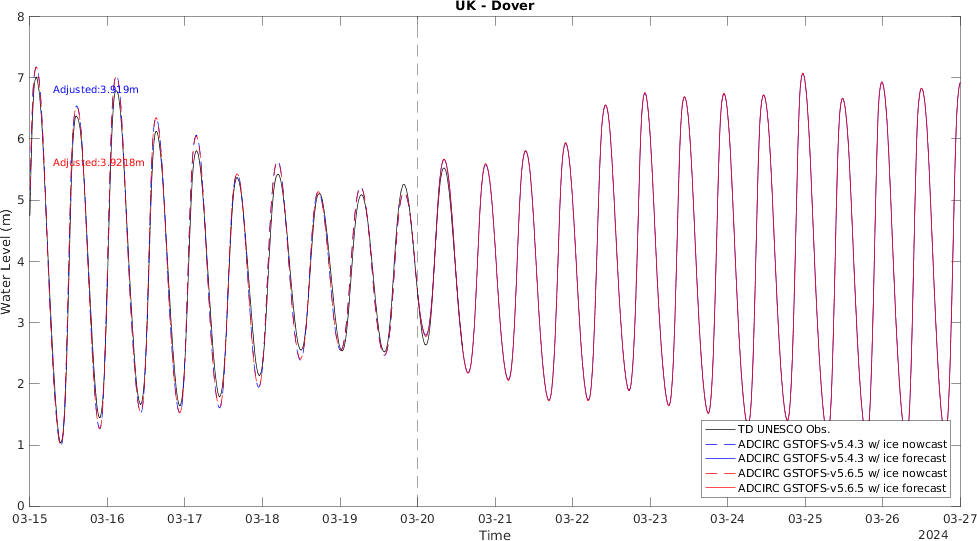 UK - Dover
8
7
Adjusted:3.919m
6
Adjusted:3.9218m
5
4
3
2
1
0
Water Level (m)
TD UNESCO Obs.
ADCIRC GSTOFS-v5.4.3 w/ ice nowcast
ADCIRC GSTOFS-v5.4.3 w/ ice forecast
ADCIRC GSTOFS-v5.6.5 w/ ice nowcast
ADCIRC GSTOFS-v5.6.5 w/ ice forecast
03-15 03-16 03-17 03-18 03-19 03-20 03-21 03-22 03-23 03-24 03-25 03-26 03-27
Time
2024